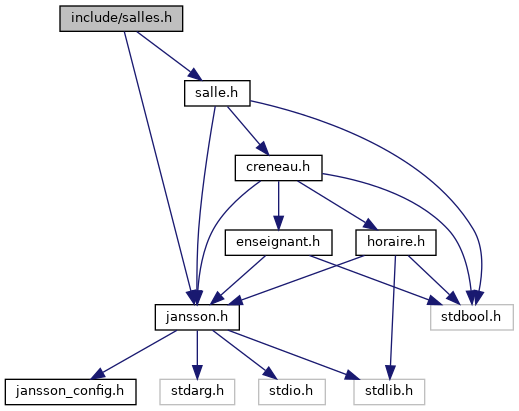 include/salles.h
salle.h
creneau.h
enseignant.h
horaire.h
jansson.h
stdbool.h
jansson_config.h
stdarg.h
stdio.h
stdlib.h